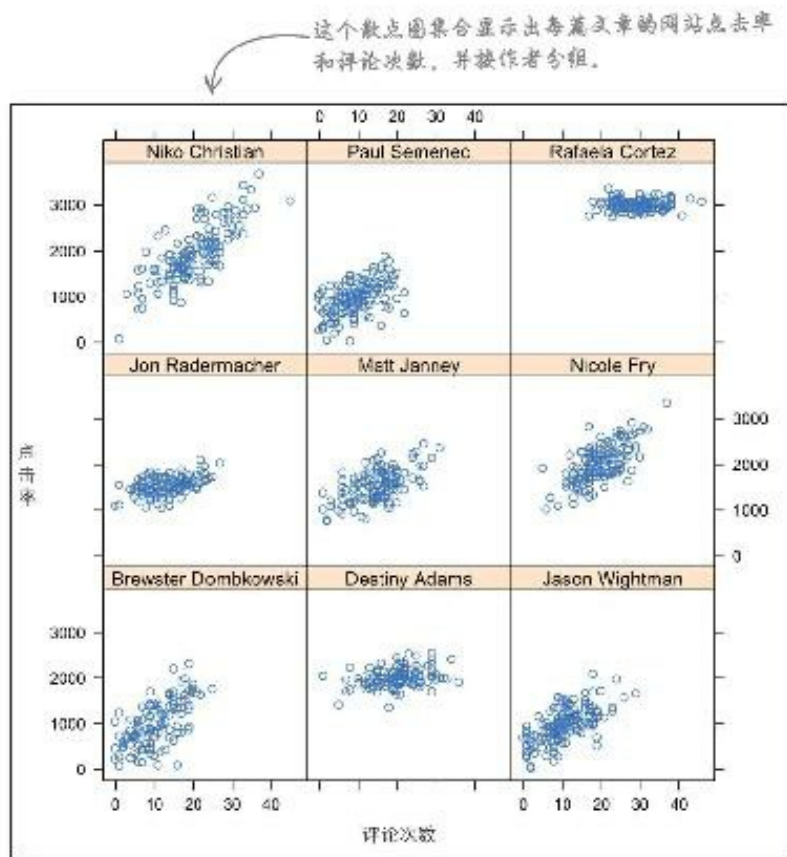 这个散点图集合显示出每篇文章的网站点击率
和评论次数，并按作者分组。
0 10 20 30 40
Niko Christian Paul Semenec Rafaela Cortez
3000
2000
1000
0
Jon Radermacher Matt Janney Nicole Fry
点击率
3000
2000
1000
0
Brewster Dombkowski Destiny Adams Jason Wightman
3000
2000
1000
0
0 10 20 30 40 0 10 20 30 40
评论次数